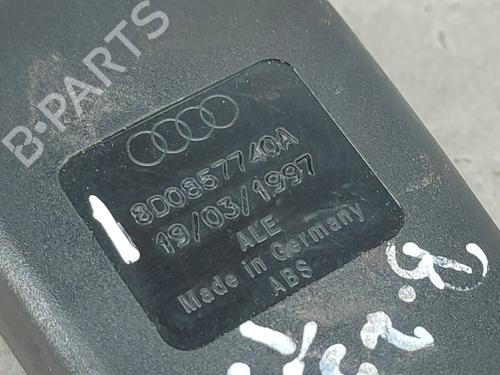 B-PARTS
8D0857740A
19/03/1997
ALE
Made in Germany
ABS